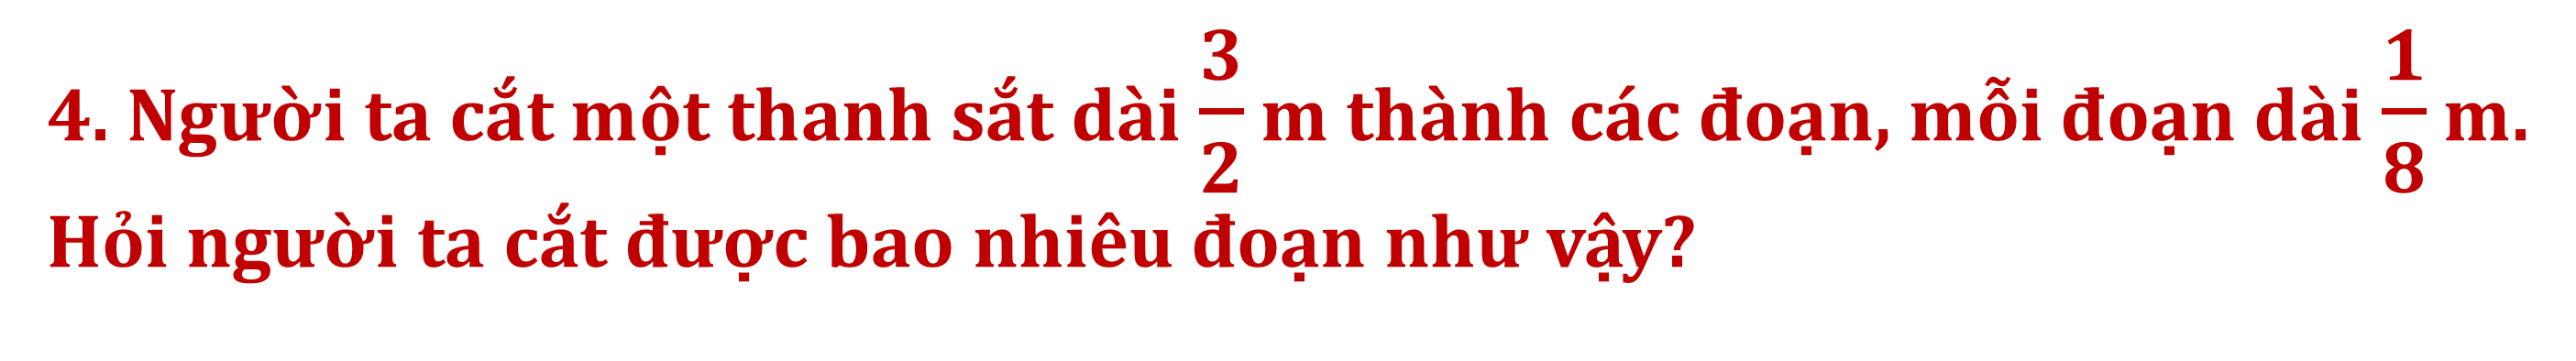 4. Người ta cắt một thanh sắt dài 3/2 m thành các đoạn, mỗi đoạn dài 1/8 m.
Hỏi người ta cắt được bao nhiêu đoạn như vậy?